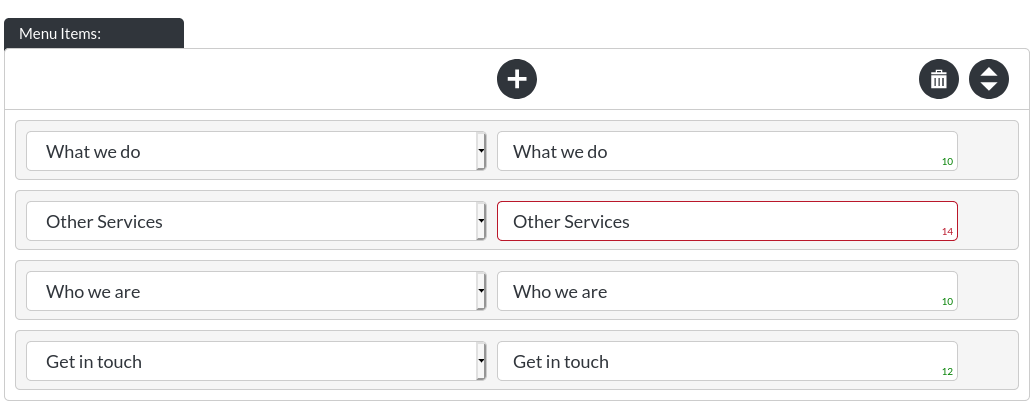 Menu Items:
What we do What we do 10
Other Services Other Services 14
Who we are Who we are 10
Get in touch Get in touch 12